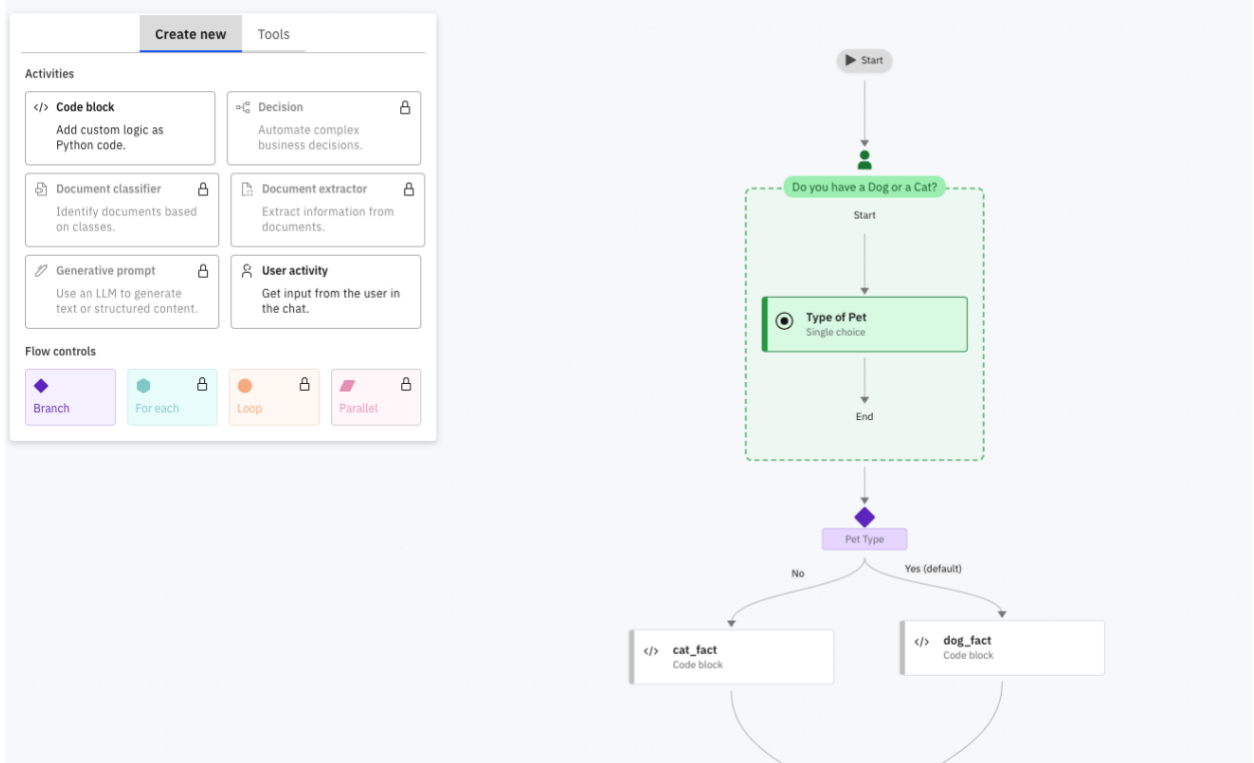 Create new
Tools
Activities
</> Code block
Add custom logic as
Python code.
Decision
Automate complex
business decisions.
Document classifier
Identify documents based
on classes.
Document extractor
Extract information from
documents.
Generative prompt
Use an LLM to generate
text or structured content.
User activity
Get input from the user in
the chat.
Flow controls
Branch
For each
Loop
Parallel
Start
Do you have a Dog or a Cat?
Start
Type of Pet
Single choice
End
Pet Type
No
Yes (default)
</> cat_fact
Code block
</> dog_fact
Code block